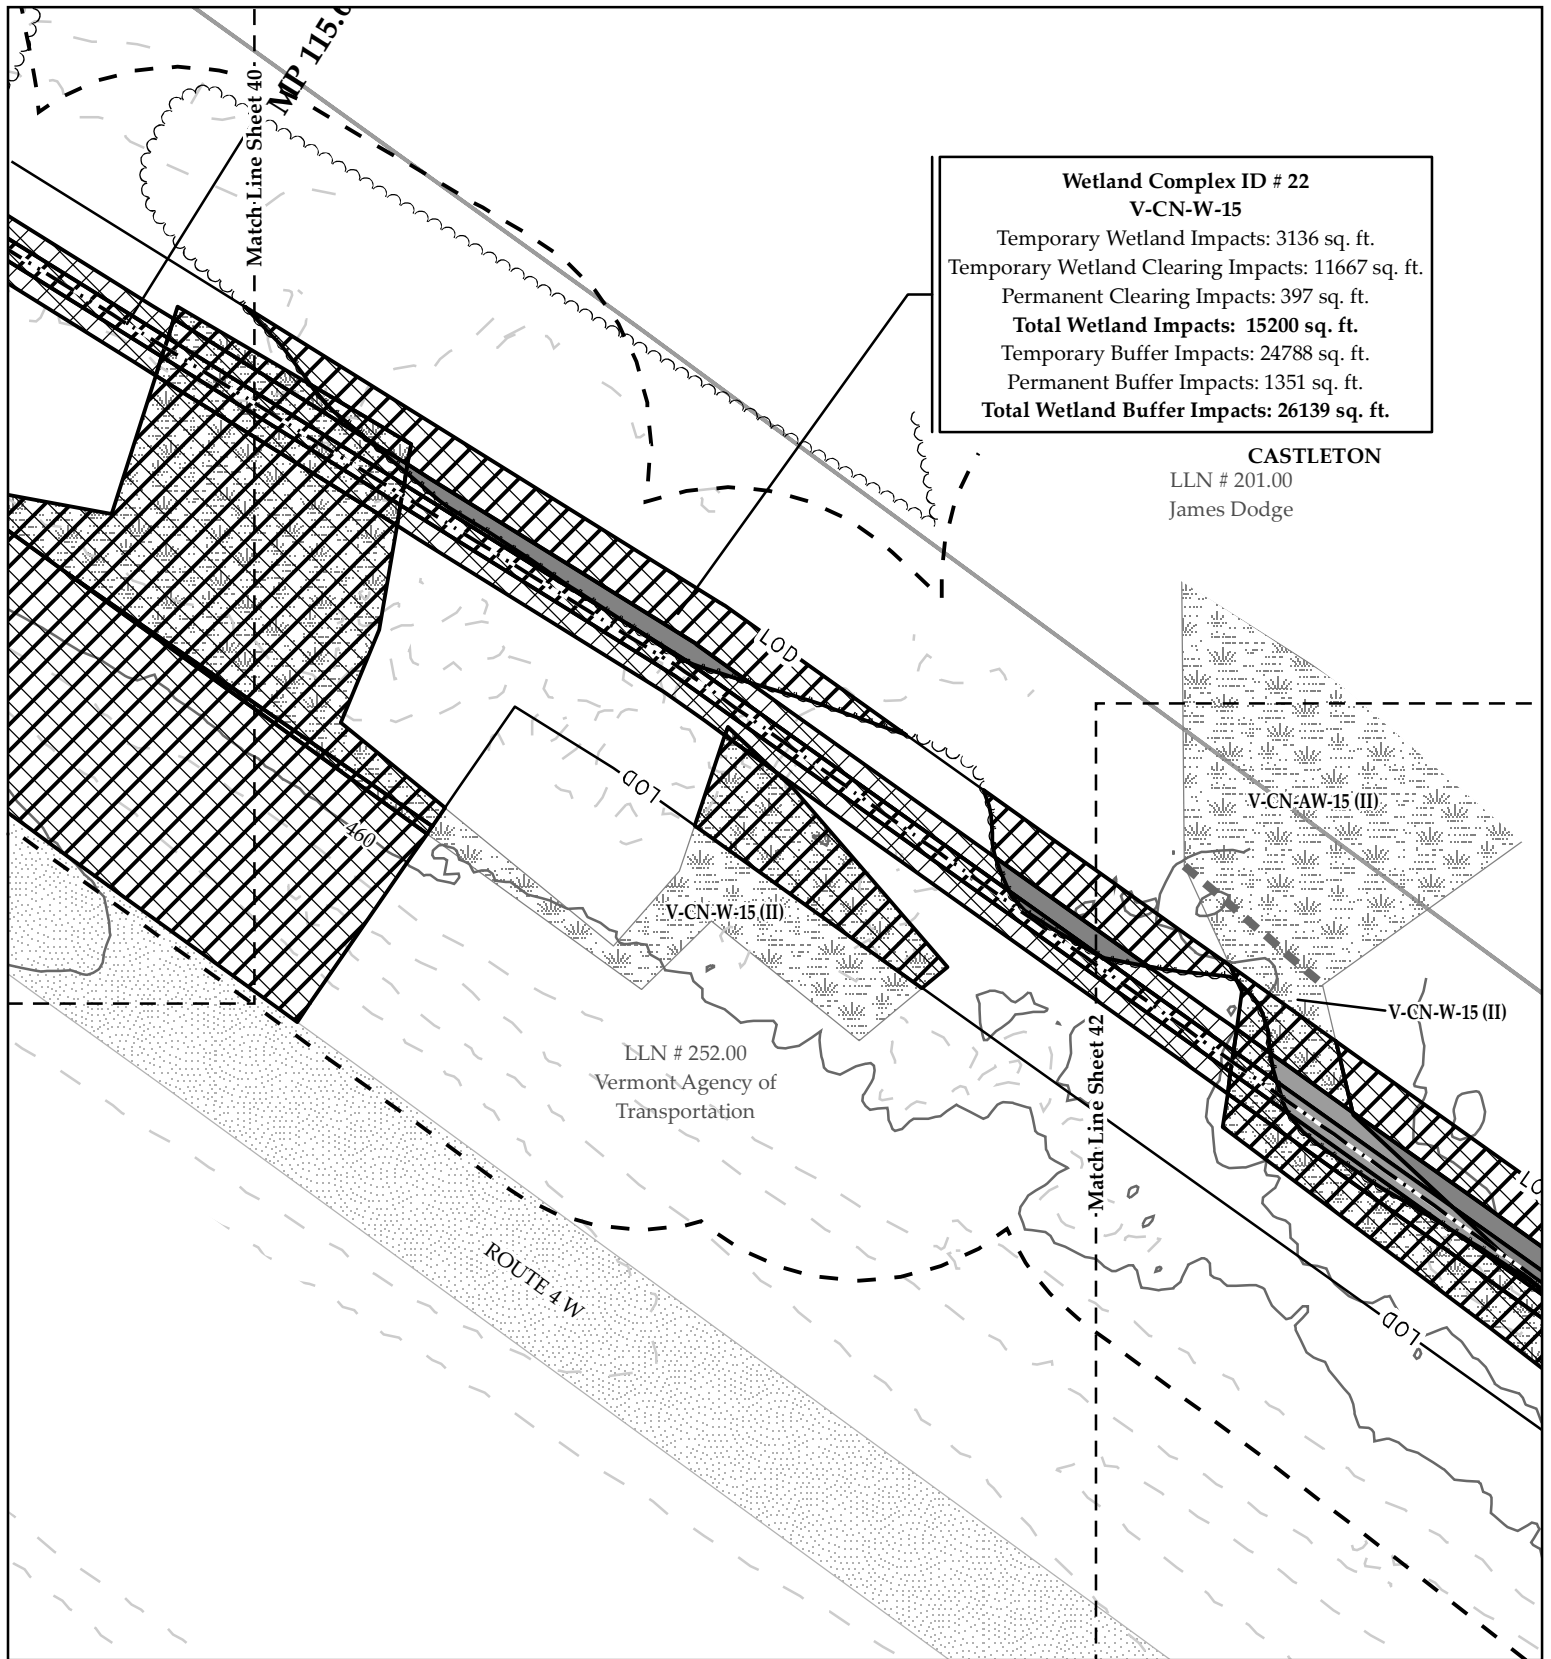 MP 115.6
Match Line Sheet 40
Wetland Complex ID # 22
V-CN-W-15
Temporary Wetland Impacts: 3136 sq. ft.
Temporary Wetland Clearing Impacts: 11667 sq. ft.
Permanent Clearing Impacts: 397 sq. ft.
Total Wetland Impacts: 15200 sq. ft.
Temporary Buffer Impacts: 24788 sq. ft.
Permanent Buffer Impacts: 1351 sq. ft.
Total Wetland Buffer Impacts: 26139 sq. ft.
CASTLETON
LLN # 201.00
James Dodge
LOD
LOD
V-CN-AW-15 (II)
460
V-CN-W-15 (II)
V-CN-W-15 (II)
LLN # 252.00
Vermont Agency of
Transportation
Match Line Sheet 42
LO
ROUTE 4 W
LOD